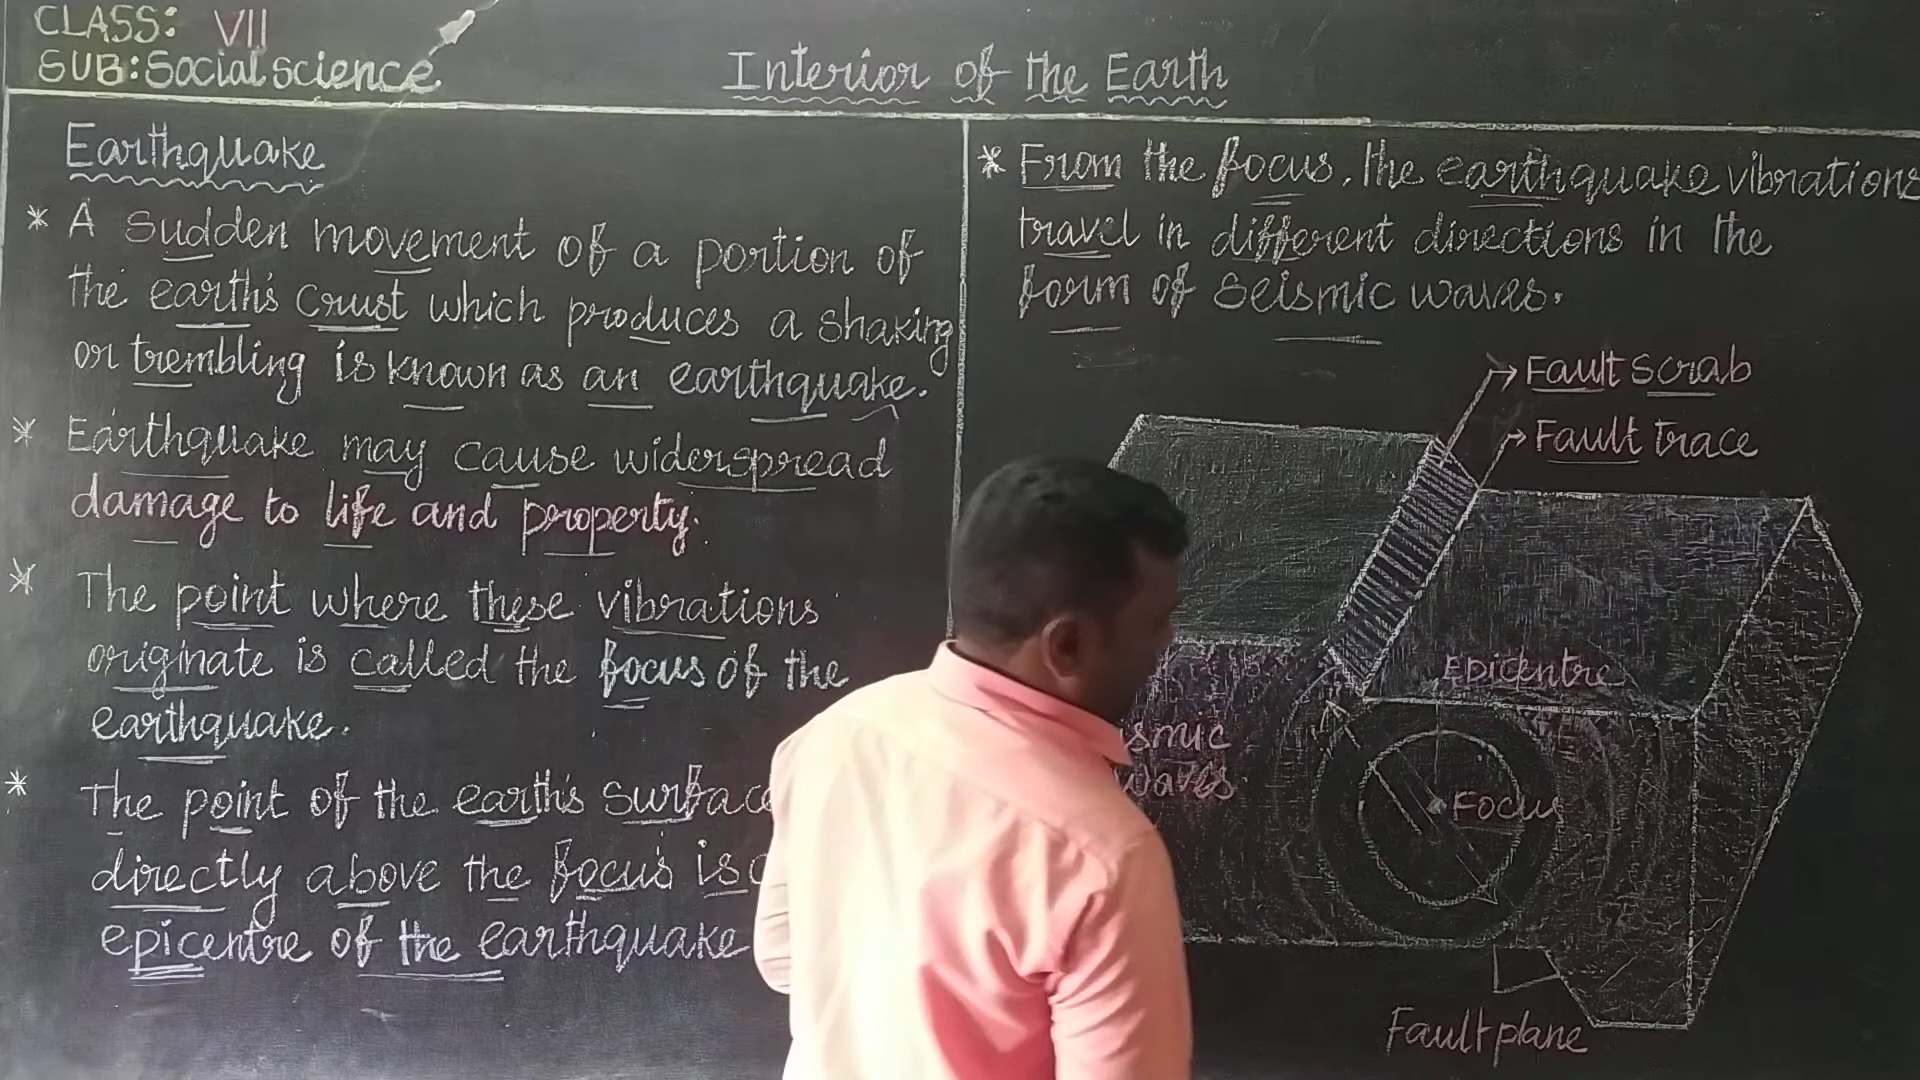 CLASS: VII
SUB: Social science.
Interior of the Earth
Earthquake
* A sudden movement of a portion of
the earth's crust which produces a shaking
or trembling is known as an earthquake.
* Earthquake may cause widerspread
damage to life and property.
* The point where these vibrations
originate is called the focus of the
earthquake.
* The point of the earth's surface
directly above the focus is
epicentre of the earthquake
* From the focus, the earthquake vibrations
travel in different directions in the
form of seismic waves.
Fault scrab
Fault trace
Epicentre
smic
waves
Focus
Fault plane